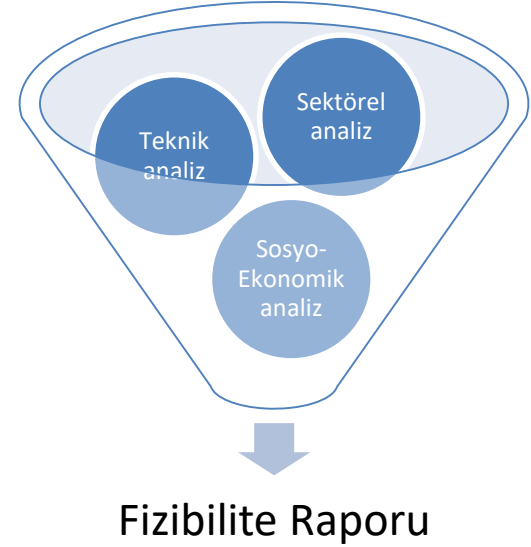 Sektörel
analiz
Teknik
analiz
Sosyo-
Ekonomik
analiz
Fizibilite Raporu